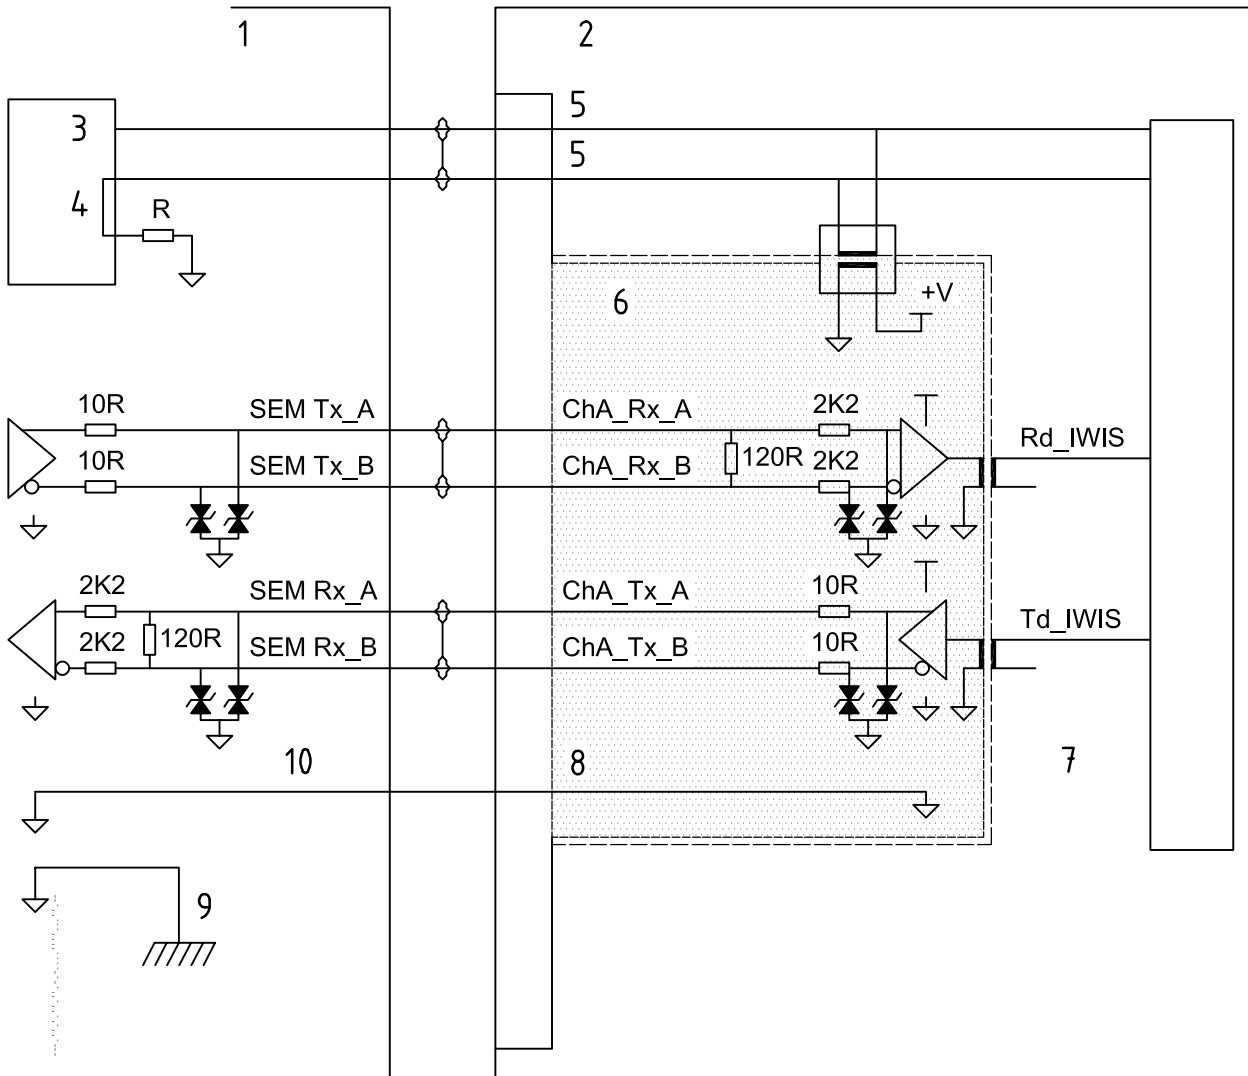 1
2
3
5
5
4
R
6
+V
10R
SEM Tx_A
ChA_Rx_A
2K2
10R
SEM Tx_B
ChA_Rx_B
120R
2K2
Rd_IWIS
2K2
SEM Rx_A
ChA_Tx_A
10R
2K2
120R
SEM Rx_B
ChA_Tx_B
10R
Td_IWIS
10
8
7
9